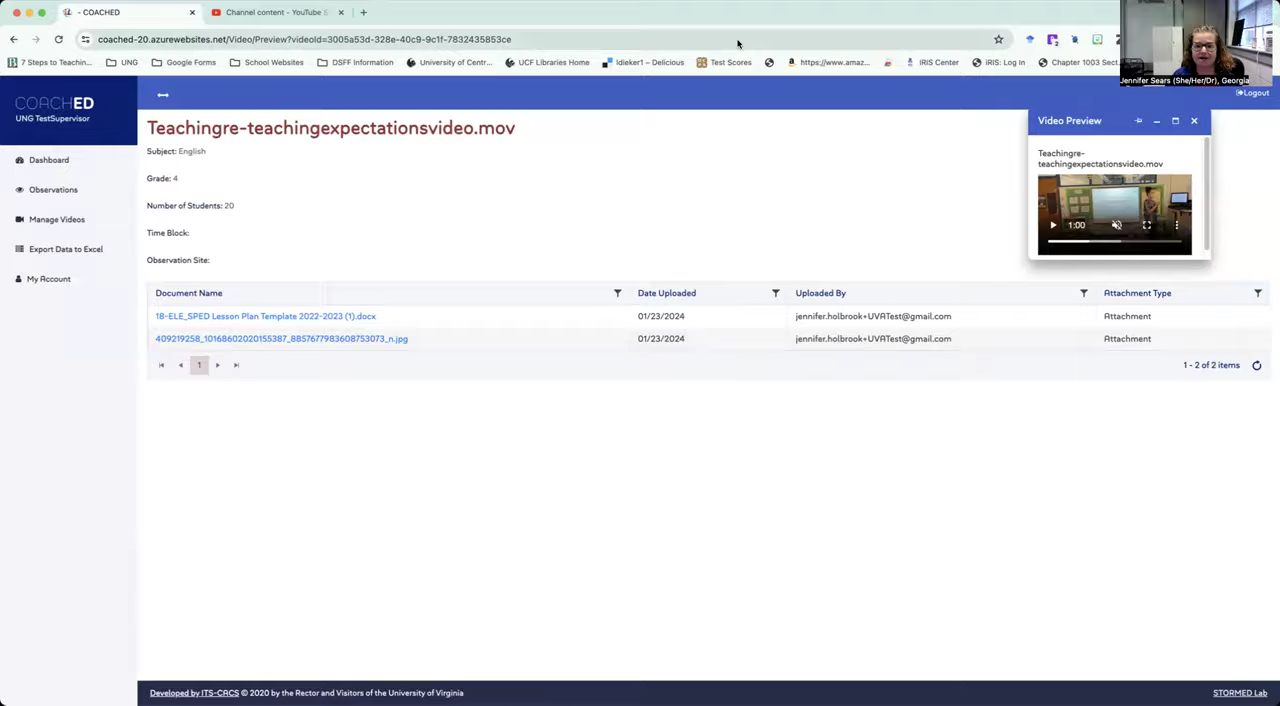 - COACHED
Channel content - YouTube S
coached-20.azurewebsites.net/Video/Preview?videoId=3005a53d-328e-40c9-9c1f-7832435853ce
7 Steps to Teachin...
UNG
Google Forms
School Websites
DSFF Information
University of Centr...
UCF Libraries Home
Idieker1 – Delicious
Test Scores
https://www.amaz...
IRIS Center
IRIS: Log In
Chapter 1003 Sect.
Jennifer Sears (She/Her/Dr), Georgia
COACHED
UNG TestSupervisor
Logout
Dashboard
Observations
Manage Videos
Export Data to Excel
My Account
Teachingre-teachingexpectationsvideo.mov
Subject: English
Grade: 4
Number of Students: 20
Time Block:
Observation Site:
Video Preview
Teachingre-
teachingexpectationsvideo.mov
1:00
Document Name Date Uploaded Uploaded By Attachment Type
18-ELE_SPED Lesson Plan Template 2022-2023 (1).docx 01/23/2024 jennifer.holbrook+UVATest@gmail.com Attachment
409219258_10168602020155387_8857677983608753073_n.jpg 01/23/2024 jennifer.holbrook+UVATest@gmail.com Attachment
1
1 - 2 of 2 items
Developed by ITS-CACS © 2020 by the Rector and Visitors of the University of Virginia
STORMED Lab